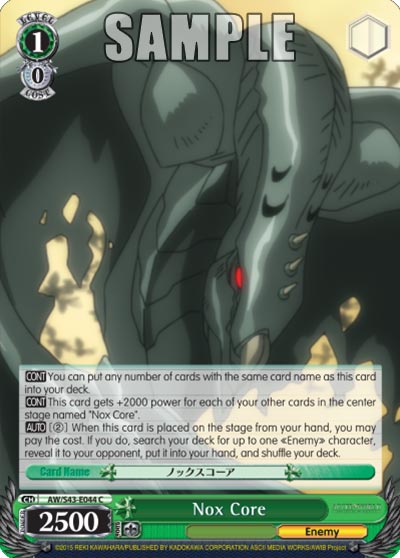 LEVEL
1
SAMPLE
0
COST
CONT You can put any number of cards with the same card name as this card
into your deck.
CONT This card gets +2000 power for each of your other cards in the center
stage named "Nox Core".
AUTO [②] When this card is placed on the stage from your hand, you may
pay the cost. If you do, search your deck for up to one «Enemy» character,
reveal it to your opponent, put it into your hand, and shuffle your deck.
Card Name
ノックスコーア
CH
AW/S43-E044 C
POWER
2500
Nox Core
Enemy
©2015 REKI KAWAHARA/PUBLISHED BY KADOKAWA CORPORATION ASCII MEDIA WORKS/AWIB Project